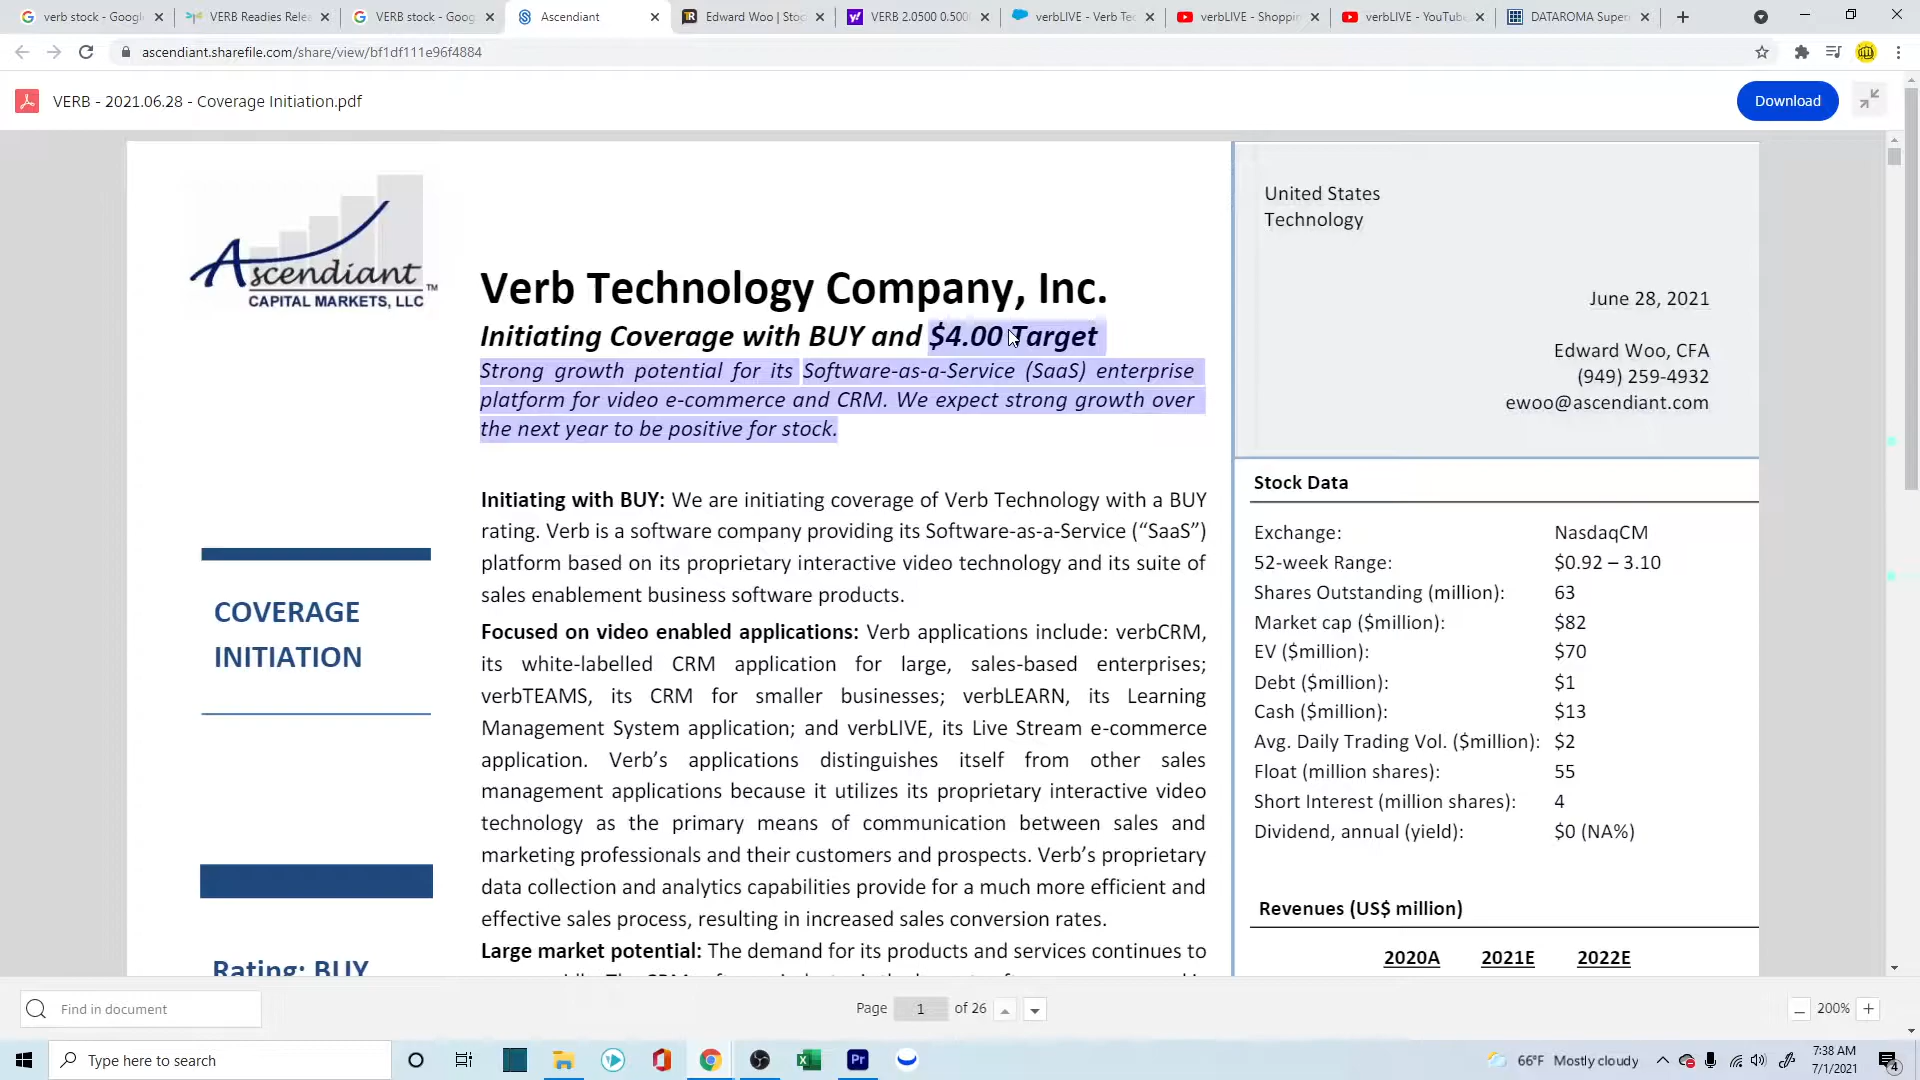 verb stock - Google
VERB Readies Relea
VERB stock - Goog
Ascendiant
Edward Woo | Stoc
VERB 2.0500 0.500
verbLIVE - Verb Tec
verbLIVE - Shoppin
verbLIVE - YouTube
DATAROMA Super
ascendiant.sharefile.com/share/view/bf1df111e96f4884
VERB - 2021.06.28 - Coverage Initiation.pdf
Download
Ascendiant TM
CAPITAL MARKETS, LLC
Verb Technology Company, Inc.
Initiating Coverage with BUY and $4.00 Target
Strong growth potential for its Software-as-a-Service (SaaS) enterprise
platform for video e-commerce and CRM. We expect strong growth over
the next year to be positive for stock.
United States
Technology
June 28, 2021
Edward Woo, CFA
(949) 259-4932
ewoo@ascendiant.com
COVERAGE
INITIATION
Rating: BUY
Initiating with BUY: We are initiating coverage of Verb Technology with a BUY
rating. Verb is a software company providing its Software-as-a-Service (“SaaS”)
platform based on its proprietary interactive video technology and its suite of
sales enablement business software products.
Focused on video enabled applications: Verb applications include: verbCRM,
its white-labelled CRM application for large, sales-based enterprises;
verbTEAMS, its CRM for smaller businesses; verbLEARN, its Learning
Management System application; and verbLIVE, its Live Stream e-commerce
application. Verb’s applications distinguishes itself from other sales
management applications because it utilizes its proprietary interactive video
technology as the primary means of communication between sales and
marketing professionals and their customers and prospects. Verb’s proprietary
data collection and analytics capabilities provide for a much more efficient and
effective sales process, resulting in increased sales conversion rates.
Large market potential: The demand for its products and services continues to
Stock Data
Exchange: NasdaqCM
52-week Range: $0.92 – 3.10
Shares Outstanding (million): 63
Market cap ($million): $82
EV ($million): $70
Debt ($million): $1
Cash ($million): $13
Avg. Daily Trading Vol. ($million): $2
Float (million shares): 55
Short Interest (million shares): 4
Dividend, annual (yield): $0 (NA%)
Revenues (US$ million)
2020A 2021E 2022E
Find in document
Page 1 of 26
200%
Type here to search
66°F Mostly cloudy
7:38 AM
7/1/2021
4